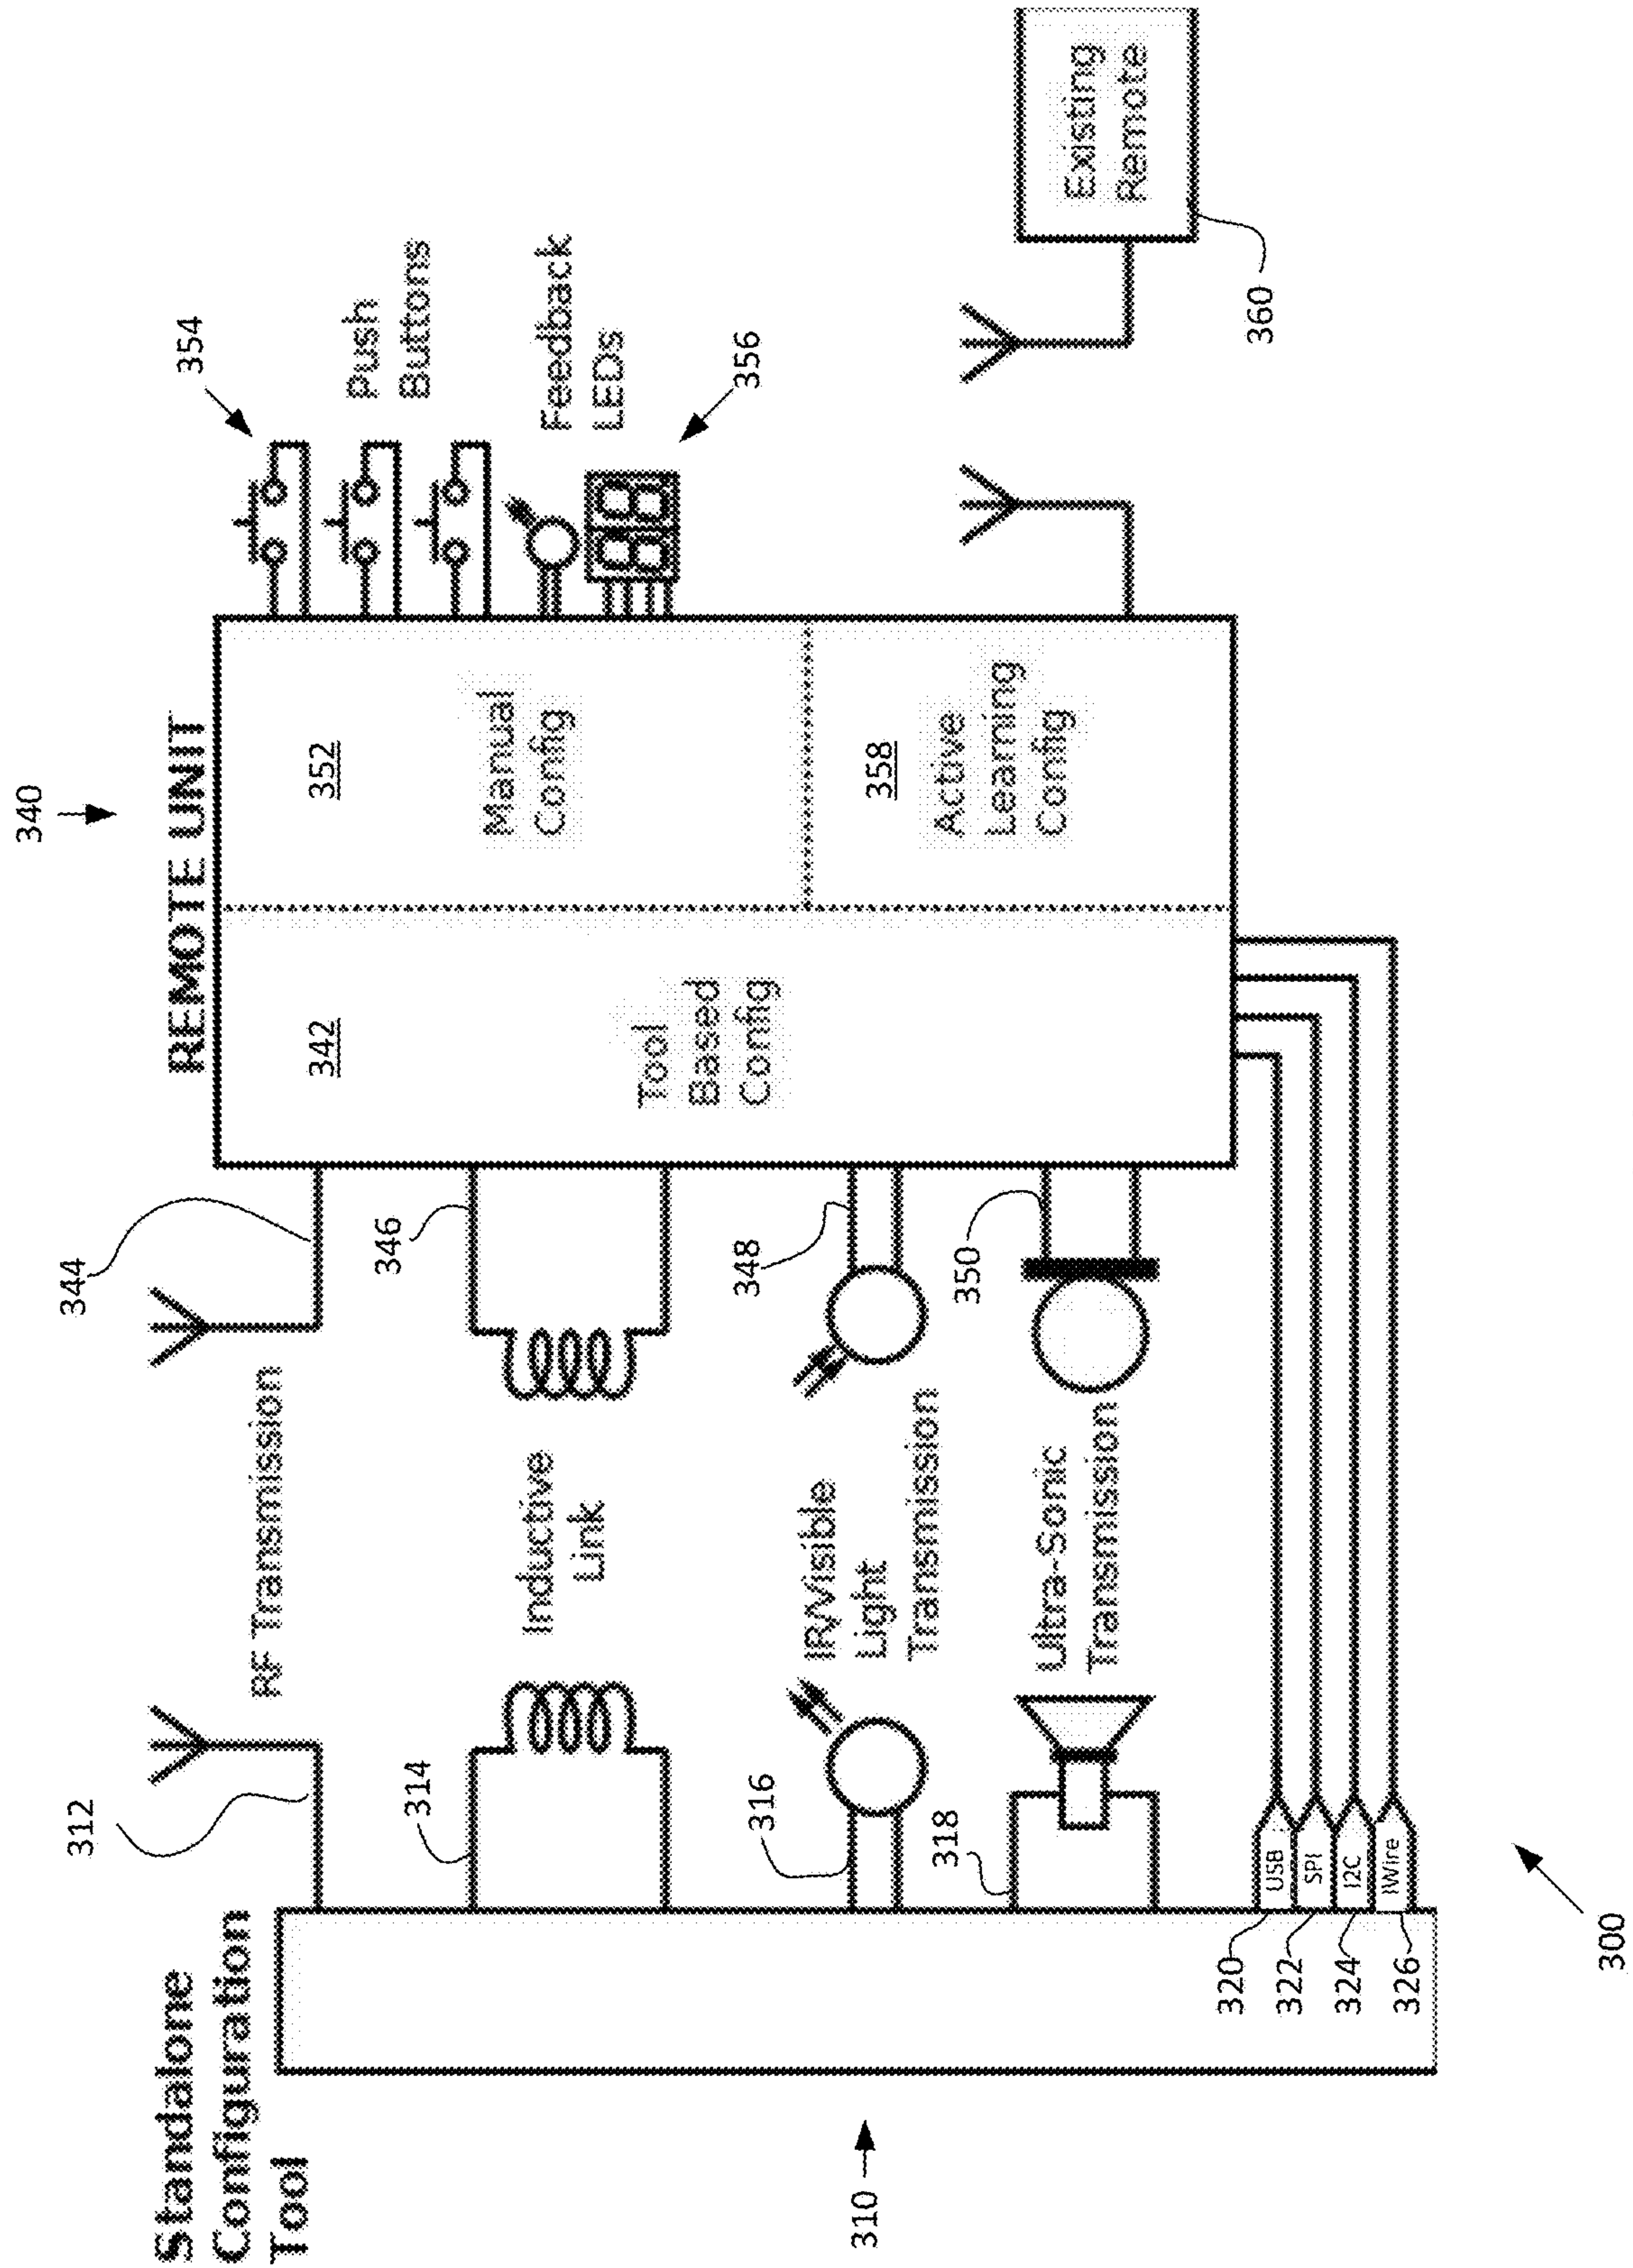 340
REMOTE UNIT
Standalone
Configuration
Tool
312
344
354
RF Transmission
342
352
Push
Buttons
346
314
Inductive
Link
Tool
Based
Config
Manual
Config
Feedback
LEDs
356
348
316
IR/Visible
Light
Transmission
310
358
Active
Learning
Config
350
318
Ultra-Sonic
Transmission
Existing
Remote
360
320
USB
322
SPI
324
I2C
326
IWire
300